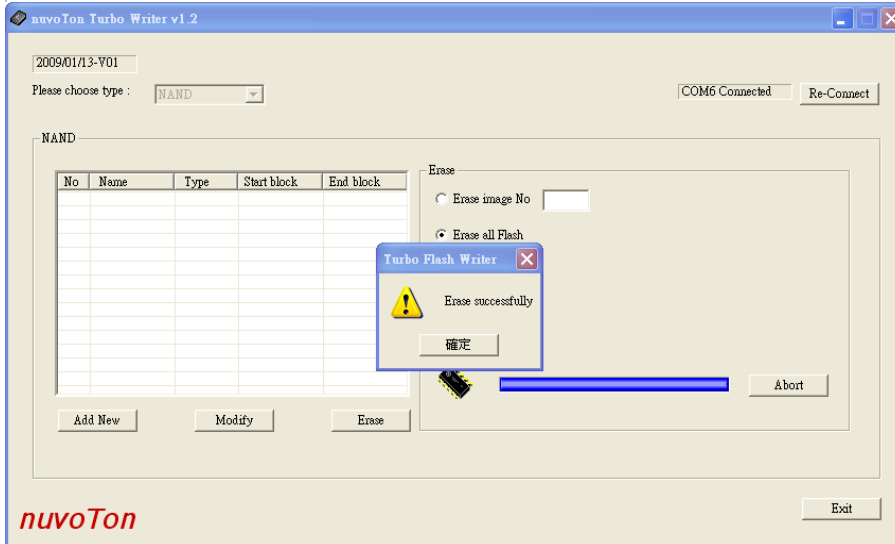 nuvoTon Turbo Writer v1.2
2009/01/13-V01
Please choose type :
NAND
COM6 Connected
Re-Connect
NAND
No Name Type Start block End block
Erase
Erase image No
Erase all Flash
Turbo Flash Writer
Erase successfully
確定
Abort
Add New
Modify
Erase
nuvoTon
Exit